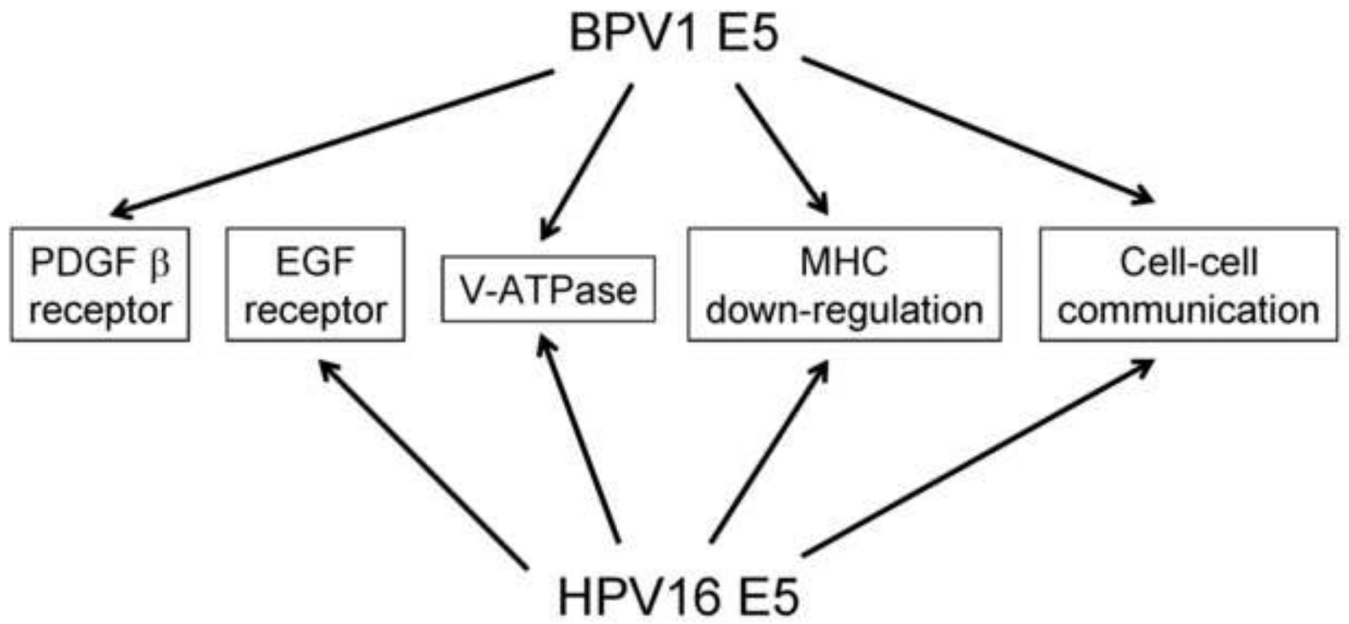 BPV1 E5
PDGF β
receptor
EGF
receptor
V-ATPase
MHC
down-regulation
Cell-cell
communication
HPV16 E5